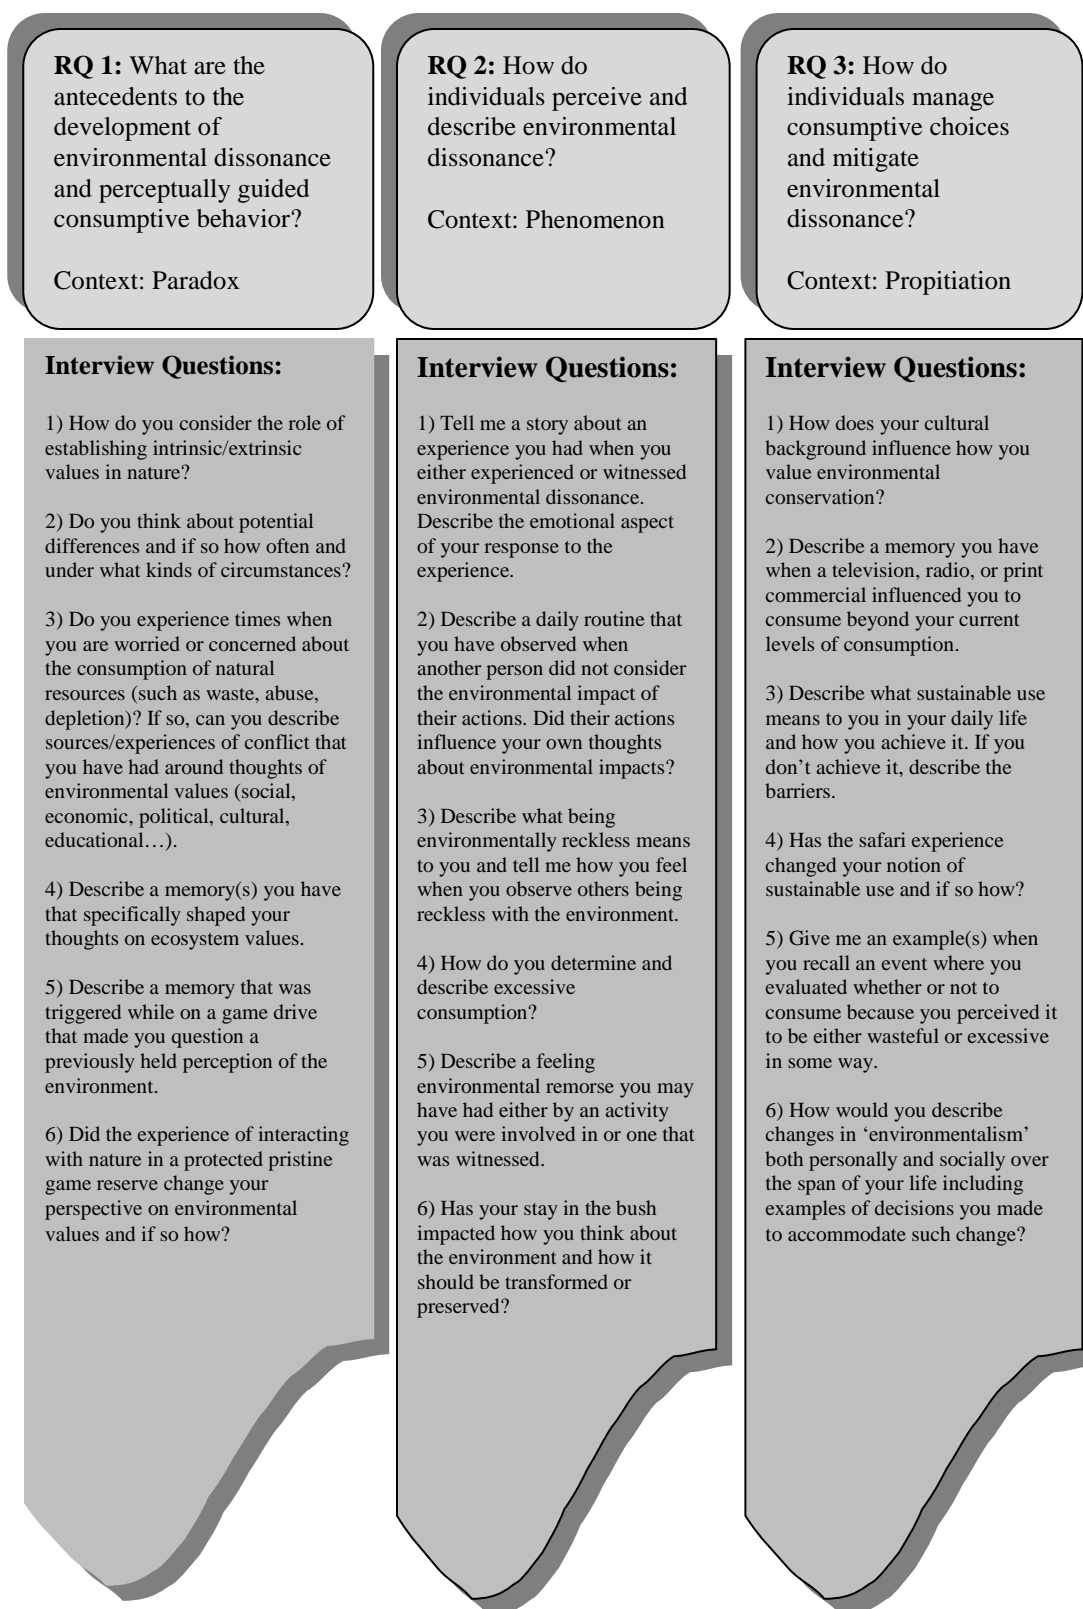 RQ 1: What are the
antecedents to the
development of
environmental dissonance
and perceptually guided
consumptive behavior?
Context: Paradox
RQ 2: How do
individuals perceive and
describe environmental
dissonance?
Context: Phenomenon
RQ 3: How do
individuals manage
consumptive choices
and mitigate
environmental
dissonance?
Context: Propitiation
Interview Questions:
1) How do you consider the role of
establishing intrinsic/extrinsic
values in nature?
2) Do you think about potential
differences and if so how often and
under what kinds of circumstances?
3) Do you experience times when
you are worried or concerned about
the consumption of natural
resources (such as waste, abuse,
depletion)? If so, can you describe
sources/experiences of conflict that
you have had around thoughts of
environmental values (social,
economic, political, cultural,
educational…).
4) Describe a memory(s) you have
that specifically shaped your
thoughts on ecosystem values.
5) Describe a memory that was
triggered while on a game drive
that made you question a
previously held perception of the
environment.
6) Did the experience of interacting
with nature in a protected pristine
game reserve change your
perspective on environmental
values and if so how?
Interview Questions:
1) Tell me a story about an
experience you had when you
either experienced or witnessed
environmental dissonance.
Describe the emotional aspect
of your response to the
experience.
2) Describe a daily routine that
you have observed when
another person did not consider
the environmental impact of
their actions. Did their actions
influence your own thoughts
about environmental impacts?
3) Describe what being
environmentally reckless means
to you and tell me how you feel
when you observe others being
reckless with the environment.
4) How do you determine and
describe excessive
consumption?
5) Describe a feeling
environmental remorse you may
have had either by an activity
you were involved in or one that
was witnessed.
6) Has your stay in the bush
impacted how you think about
the environment and how it
should be transformed or
preserved?
Interview Questions:
1) How does your cultural
background influence how you
value environmental
conservation?
2) Describe a memory you have
when a television, radio, or print
commercial influenced you to
consume beyond your current
levels of consumption.
3) Describe what sustainable use
means to you in your daily life
and how you achieve it. If you
don’t achieve it, describe the
barriers.
4) Has the safari experience
changed your notion of
sustainable use and if so how?
5) Give me an example(s) when
you recall an event where you
evaluated whether or not to
consume because you perceived it
to be either wasteful or excessive
in some way.
6) How would you describe
changes in ‘environmentalism’
both personally and socially over
the span of your life including
examples of decisions you made
to accommodate such change?